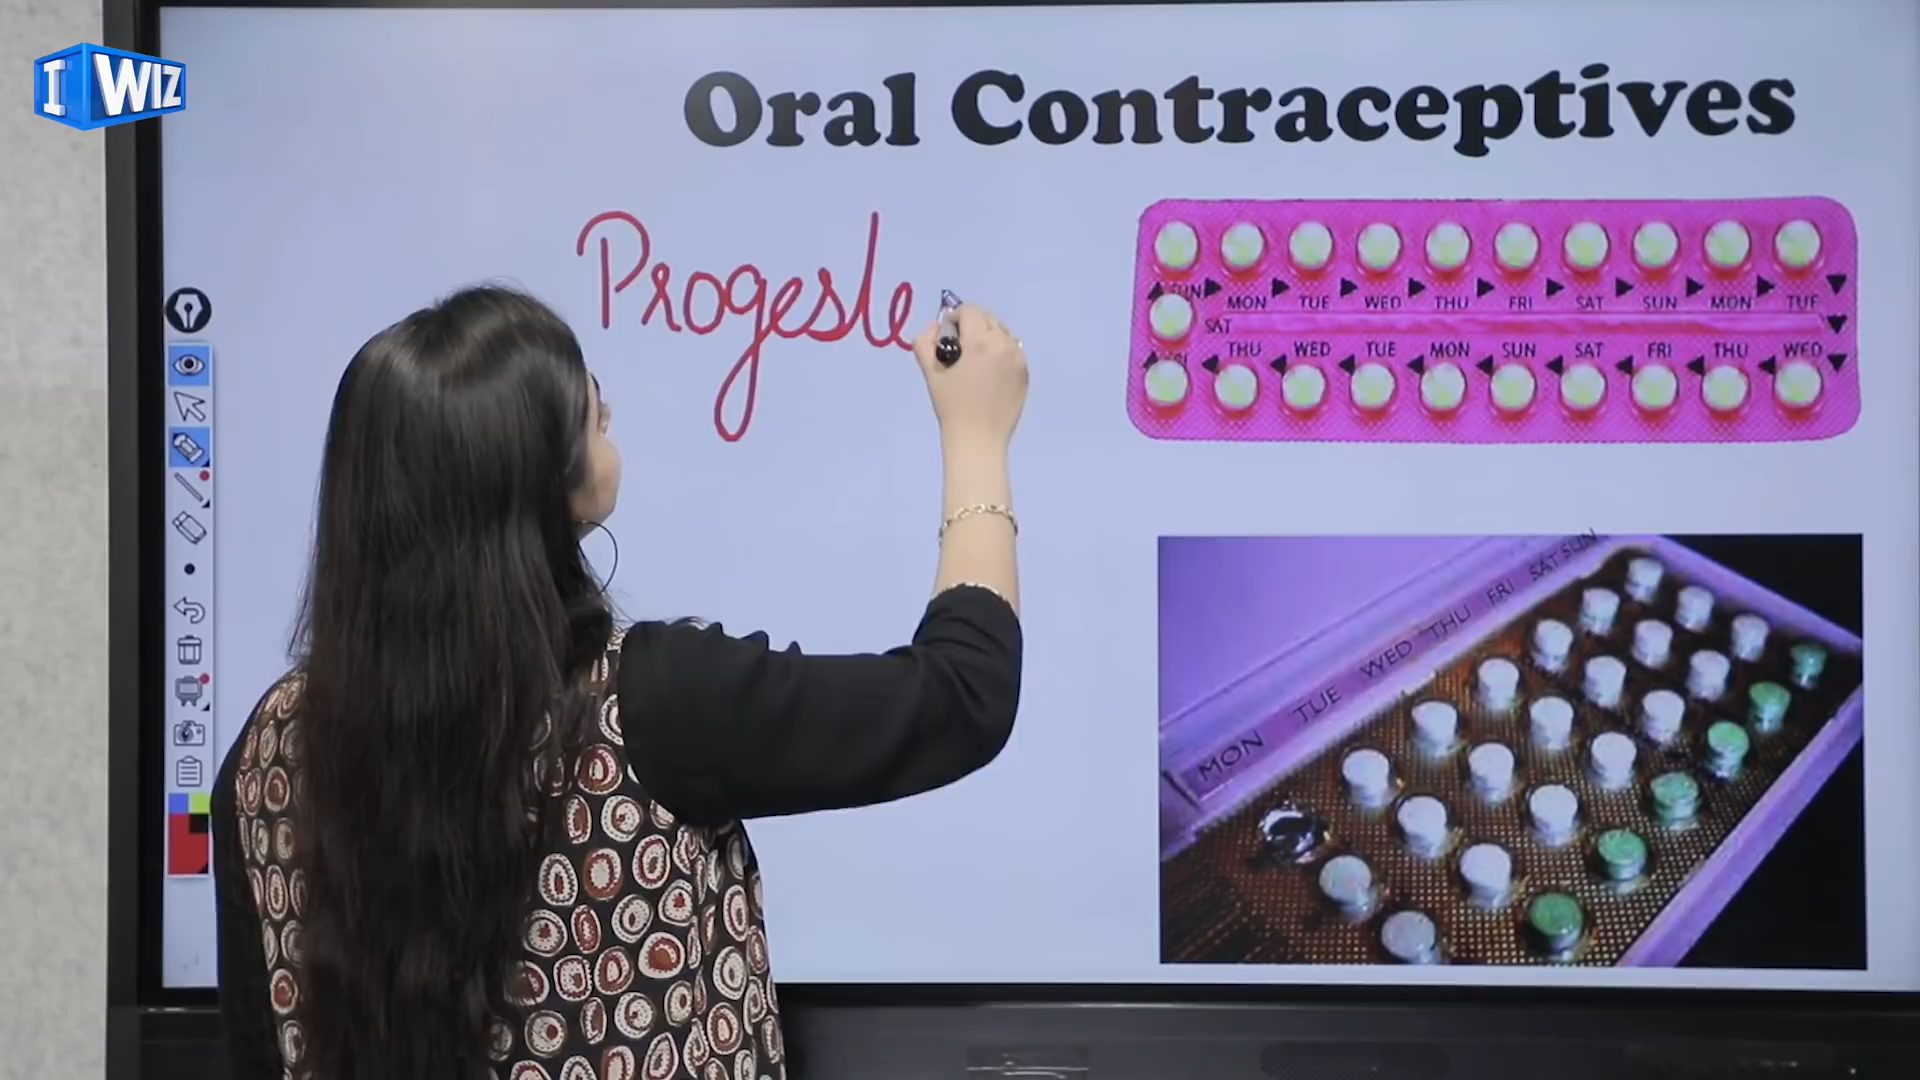 I WIZ
Oral Contraceptives
Progeste
SUN MON TUE WED THU FRI SAT SUN MON TUE
SAT
FRI THU WED TUE MON SUN SAT FRI THU WED
MON TUE WED THU FRI SAT SUN